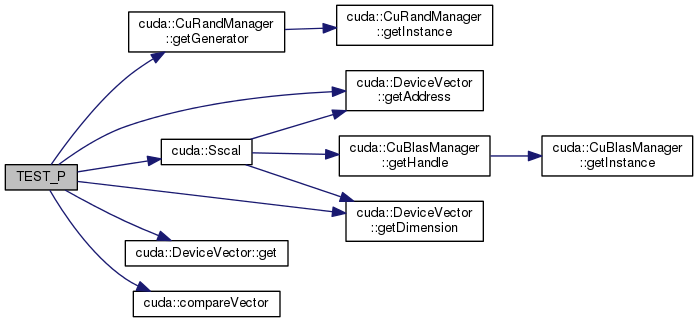 cuda::CuRandManager
::getGenerator
cuda::CuRandManager
::getInstance
cuda::DeviceVector
::getAddress
cuda::Sscal
cuda::CuBlasManager
::getHandle
cuda::CuBlasManager
::getInstance
TEST_P
cuda::DeviceVector
::getDimension
cuda::DeviceVector::get
cuda::compareVector